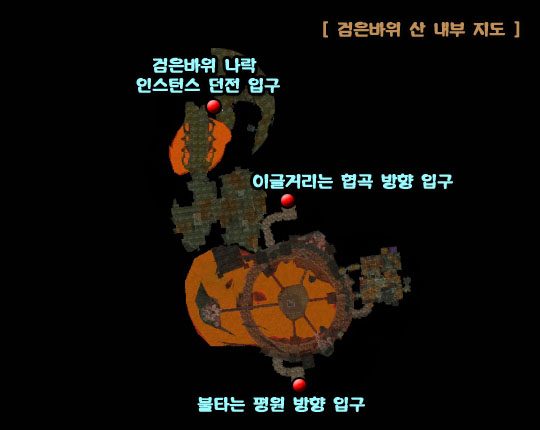 [ 검은바위 산 내부 지도 ]
검은바위 나락
인스턴스 던전 입구
이글거리는 협곡 방향 입구
불타는 평원 방향 입구